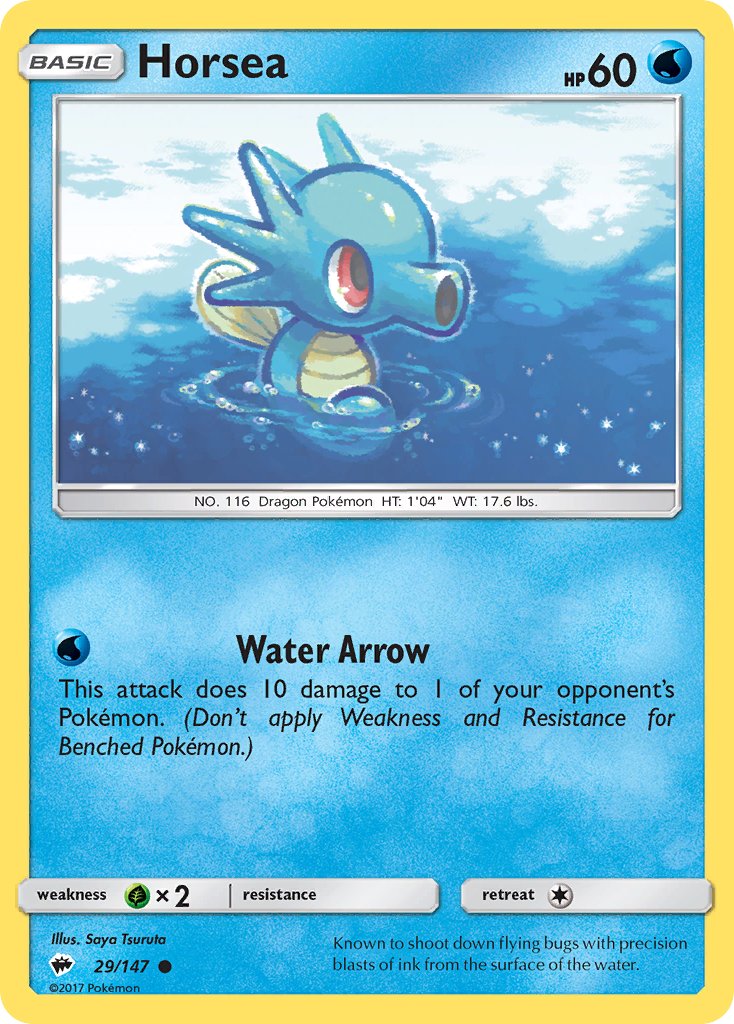 BASIC Horsea HP60
NO. 116 Dragon Pokémon HT: 1'04" WT: 17.6 lbs.
Water Arrow
This attack does 10 damage to 1 of your opponent's
Pokémon. (Don't apply Weakness and Resistance for
Benched Pokémon.)
weakness ×2 resistance retreat
Illus. Saya Tsuruta
29/147
©2017 Pokémon
Known to shoot down flying bugs with precision
blasts of ink from the surface of the water.